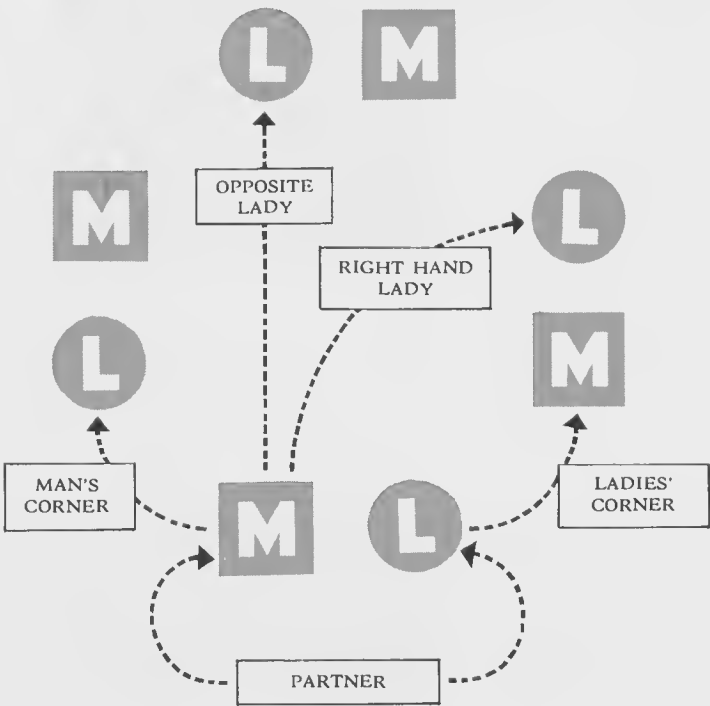 L M
OPPOSITE
LADY
M
L
RIGHT HAND
LADY
L
M
MAN'S
CORNER
M
L
LADIES'
CORNER
PARTNER